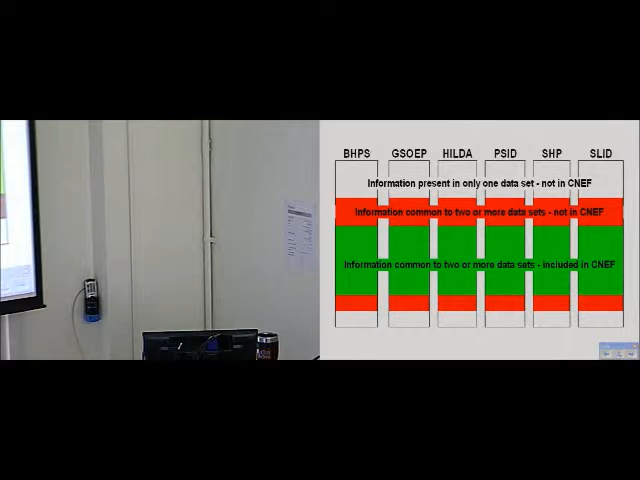 BHPS GSOEP HILDA PSID SHP SLID
Information present in only one data set - not in CNEF
Information common to two or more data sets - not in CNEF
Information common to two or more data sets - included in CNEF